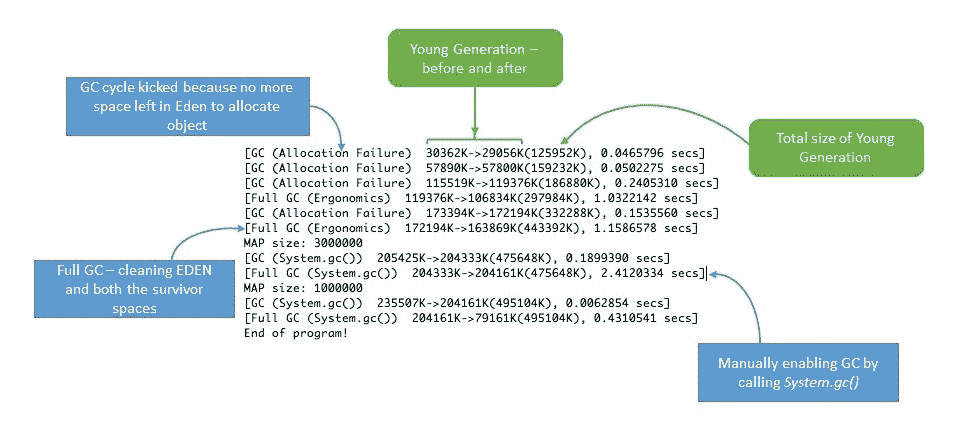 Young Generation –
before and after
GC cycle kicked because no more
space left in Eden to allocate
object
Total size of Young
Generation
[GC (Allocation Failure)  30362K->29056K(125952K), 0.0465796 secs]
[GC (Allocation Failure)  57890K->57800K(159232K), 0.0502275 secs]
[GC (Allocation Failure)  115519K->119376K(186880K), 0.2405310 secs]
[Full GC (Ergonomics)  119376K->106834K(297984K), 1.0322142 secs]
[GC (Allocation Failure)  173394K->172194K(332288K), 0.1535560 secs]
[Full GC (Ergonomics)  172194K->163869K(443392K), 1.1586578 secs]
MAP size: 3000000
[GC (System.gc())  205425K->204333K(475648K), 0.1899390 secs]
[Full GC (System.gc())  204333K->204161K(475648K), 2.4120334 secs]
MAP size: 1000000
[GC (System.gc())  235507K->204161K(495104K), 0.0062854 secs]
[Full GC (System.gc())  204161K->79161K(495104K), 0.4310541 secs]
End of program!
Full GC – cleaning EDEN
and both the survivor
spaces
Manually enabling GC by
calling System.gc()